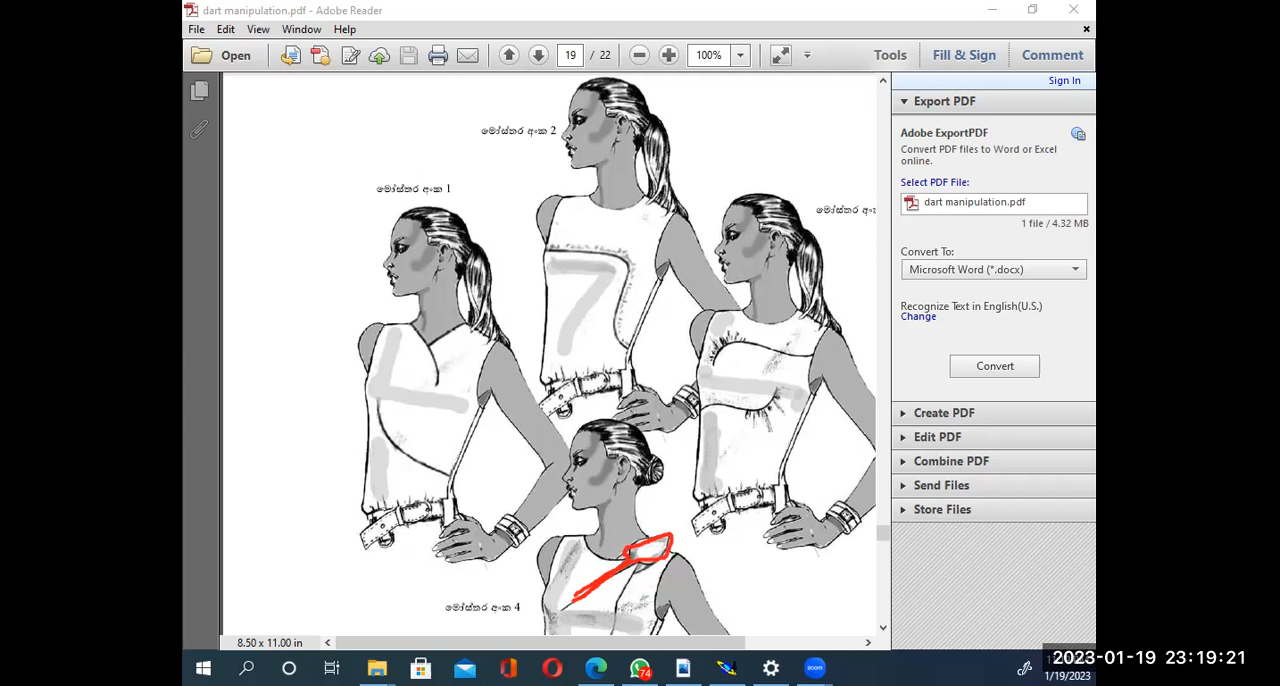 dart manipulation.pdf - Adobe Reader
File Edit View Window Help
Open 19 / 22 100% Tools Fill & Sign Comment
Sign In
Export PDF
Adobe ExportPDF
Convert PDF files to Word or Excel
online.
Select PDF File:
dart manipulation.pdf
1 file / 4.32 MB
Convert To:
Microsoft Word (*.docx)
Recognize Text in English(U.S.)
Change
Convert
Create PDF
Edit PDF
Combine PDF
Send Files
Store Files
මෝස්තර අංක 2
මෝස්තර අංක 1
මෝස්තර
මෝස්තර අංක 4
8.50 x 11.00 in
74
zoom
2023-01-19 23:19:21
1/19/2023